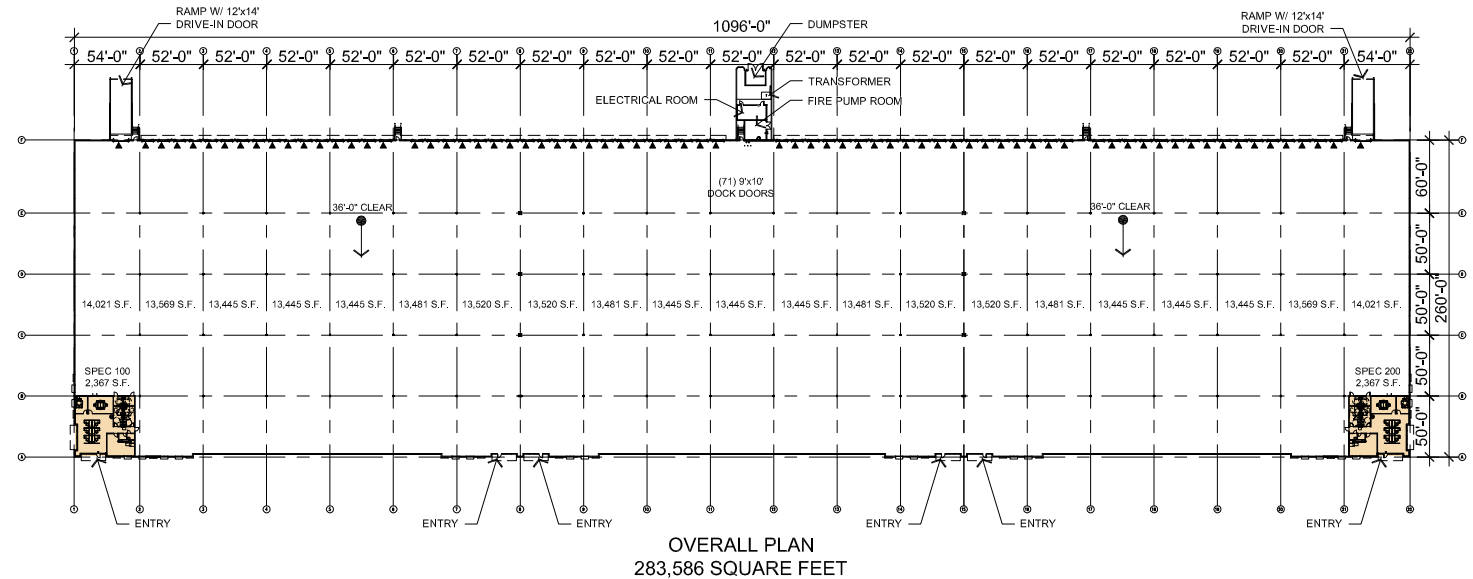 RAMP W/ 12'x14'
DRIVE-IN DOOR
1096'-0"
DUMPSTER
RAMP W/ 12'x14'
DRIVE-IN DOOR
54'-0" 52'-0" 52'-0" 52'-0" 52'-0" 52'-0" 52'-0" 52'-0" 52'-0" 52'-0" 52'-0" 52'-0" 52'-0" 52'-0" 52'-0" 52'-0" 52'-0" 52'-0" 52'-0" 52'-0" 54'-0"
TRANSFORMER
ELECTRICAL ROOM
FIRE PUMP ROOM
(71) 9'x10'
DOCK DOORS
60'-0"
36'-0" CLEAR
36'-0" CLEAR
50'-0"
14,021 S.F. 13,569 S.F. 13,445 S.F. 13,445 S.F. 13,445 S.F. 13,481 S.F. 13,520 S.F. 13,520 S.F. 13,481 S.F. 13,445 S.F. 13,445 S.F. 13,445 S.F. 13,481 S.F. 13,520 S.F. 13,520 S.F. 13,481 S.F. 13,445 S.F. 13,445 S.F. 13,445 S.F. 13,569 S.F. 14,021 S.F.
50'-0"
260'-0"
50'-0"
SPEC 100
2,367 S.F.
SPEC 200
2,367 S.F.
50'-0"
ENTRY
ENTRY
ENTRY
ENTRY
ENTRY
ENTRY
OVERALL PLAN
283,586 SQUARE FEET